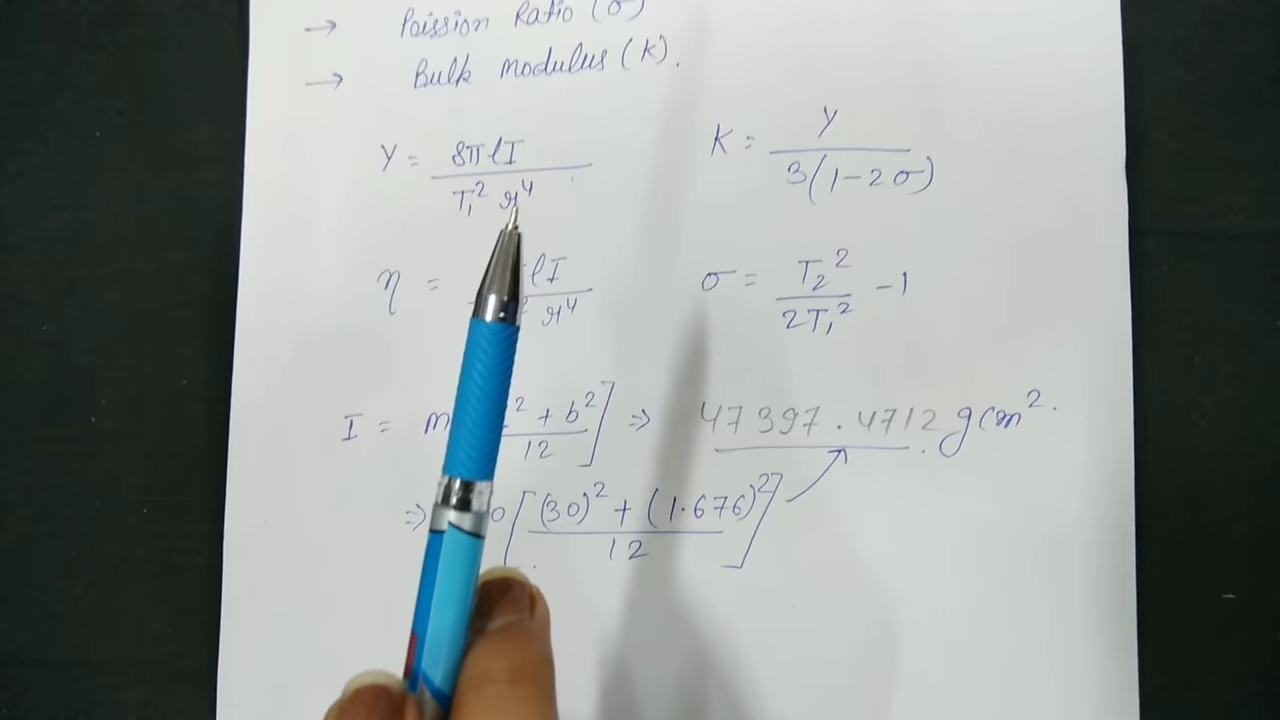 → Poission Ratio (σ)
→ Bulk Modulus (K).
Y = 8πlI / T₁² r⁴
K = Y / 3(1-2σ)
η = lI / r⁴
σ = T₂² / 2T₁² - 1
I = m ² + b² / 12] ⇒ 47397.4712 gcm².
⇒ 0[(30)² + (1.676)² / 12]